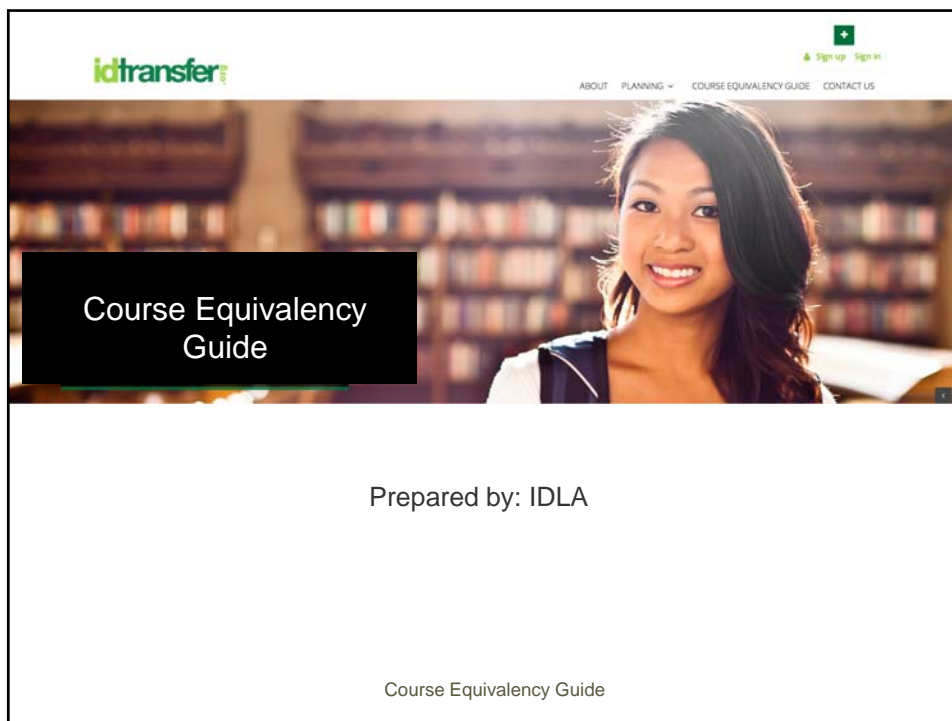 Sign up Sign in
idtransfer
ABOUT PLANNING COURSE EQUIVALENCY GUIDE CONTACT US
Course Equivalency
Guide
Prepared by: IDLA
Course Equivalency Guide